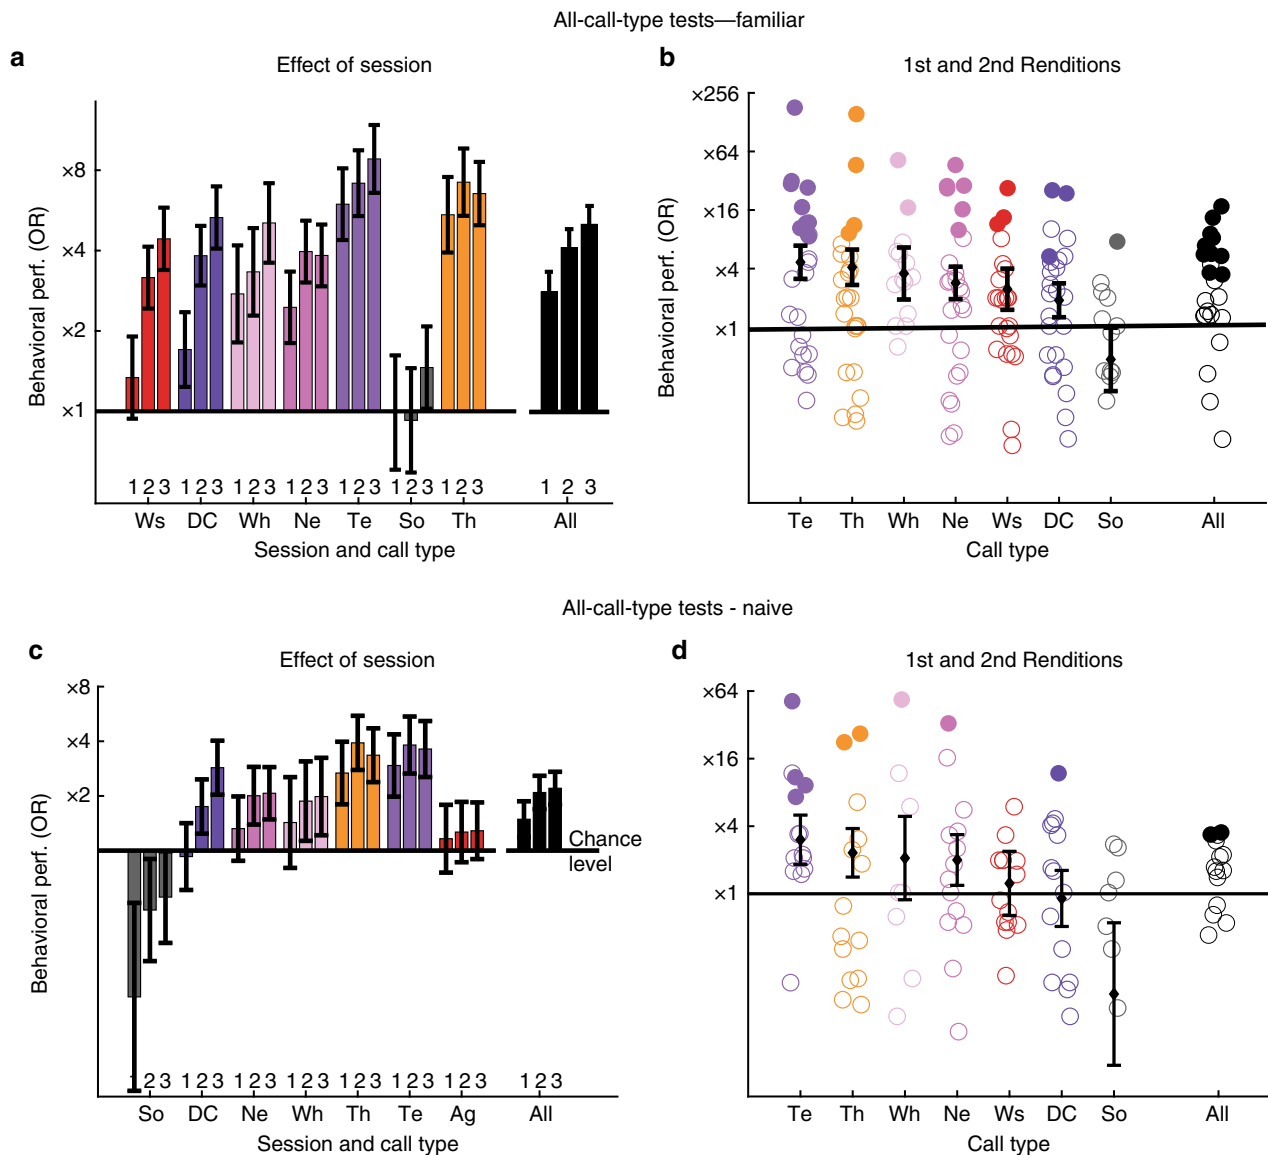 All-call-type tests—familiar
a
Effect of session
Behavioral perf. (OR)
×8
×4
×2
×1
1 2 3 1 2 3 1 2 3 1 2 3 1 2 3 1 2 3 1 2 3 1 2 3
Ws DC Wh Ne Te So Th All
Session and call type
b
1st and 2nd Renditions
Behavioral perf. (OR)
×256
×64
×16
×4
×1
Te Th Wh Ne Ws DC So All
Call type
All-call-type tests - naive
c
Effect of session
Behavioral perf. (OR)
×8
×4
×2
Chance
level
1 2 3 1 2 3 1 2 3 1 2 3 1 2 3 1 2 3 1 2 3 1 2 3
So DC Ne Wh Th Te Ag All
Session and call type
d
1st and 2nd Renditions
Behavioral perf. (OR)
×64
×16
×4
×1
Te Th Wh Ne Ws DC So All
Call type